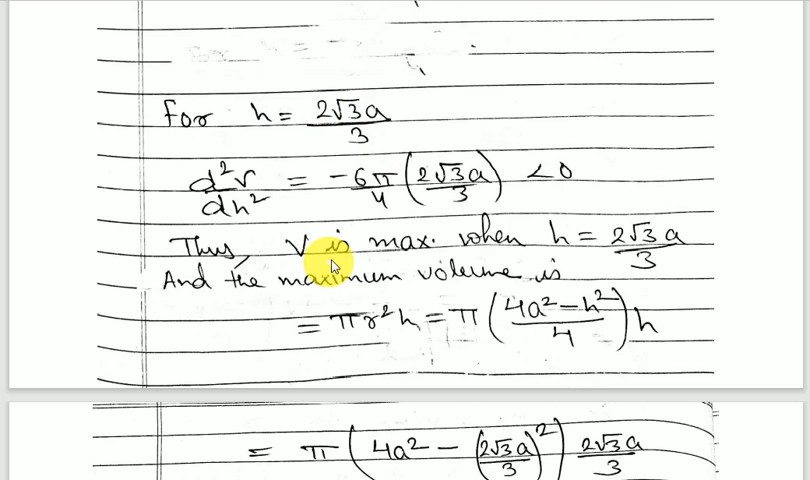 For h = 2√3a/3
d²v/dh² = -6π/4 (2√3a/3) <0
Thus, V is max. when h = 2√3a/3
And the maximum volume is
= πr²h = π((4a²-h²)/4)h
= π(4a² - (2√3a/3)²) 2√3a/3